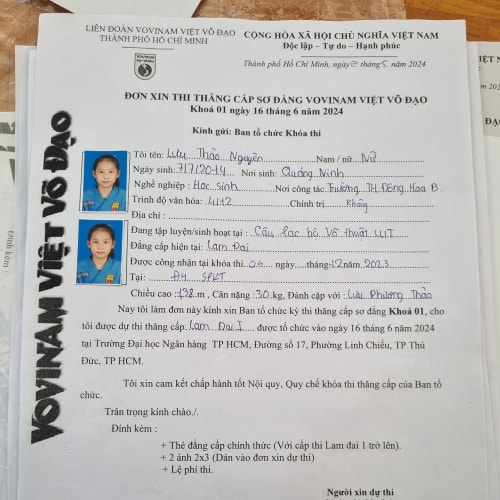 LIÊN ĐOÀN VOVINAM VIỆT VÕ ĐẠO
THÀNH PHỐ HỒ CHÍ MINH
CỘNG HÒA XÃ HỘI CHỦ NGHĨA VIỆT NAM
Độc lập – Tự do – Hạnh phúc
VOVINAM
Thành phố Hồ Chí Minh, ngày tháng 5 năm 2024
ĐƠN XIN THI THĂNG CẤP SƠ ĐẲNG VOVINAM VIỆT VÕ ĐẠO
Khoá 01 ngày 16 tháng 6 năm 2024
Kính gửi: Ban tổ chức Khóa thi
VOVINAM VIỆT VÕ ĐẠO
Tôi tên: Lưu Thảo Nguyên Nam / nữ Nữ
Ngày sinh: 7/7/2014 Nơi sinh: Quảng Ninh
Nghề nghiệp: Học sinh Nơi công tác: Trường TH Đông Hòa B.
Trình độ văn hóa: 4/12 Chính trị Không
Địa chỉ :
Đang tập luyện/sinh hoạt tại : Câu lạc bộ Võ thuật
Đẳng cấp hiện tại: Lam Đai
Được công nhận tại khóa thi 04 ngày tháng 12 năm 2023
Tại: ĐH SPKT
Chiều cao : 138 m , Cân nặng : 30 kg, Đánh cặp với : Lưu Phương Thảo
Nay tôi làm đơn này kính xin Ban tổ chức kỳ thi thăng cấp sơ đẳng Khoá 01, cho
tôi được dự thi thăng cấp Lam Đai I được tổ chức vào ngày 16 tháng 6 năm 2024
tại Trường Đại học Ngân hàng TP HCM, Đường số 17, Phường Linh Chiểu, TP Thủ
Đức, TP HCM.
Tôi xin cam kết chấp hành tốt Nội quy, Quy chế khóa thi thăng cấp của Ban tổ
chức.
Trân trọng kính chào./.
Đính kèm :
+ Thẻ đẳng cấp chính thức (Với cấp thi Lam đai 1 trở lên).
+ 2 ảnh 2x3 (Dán vào đơn xin dự thi)
+ Lệ phí thi.
Người xin dự thi
Đính kèm :